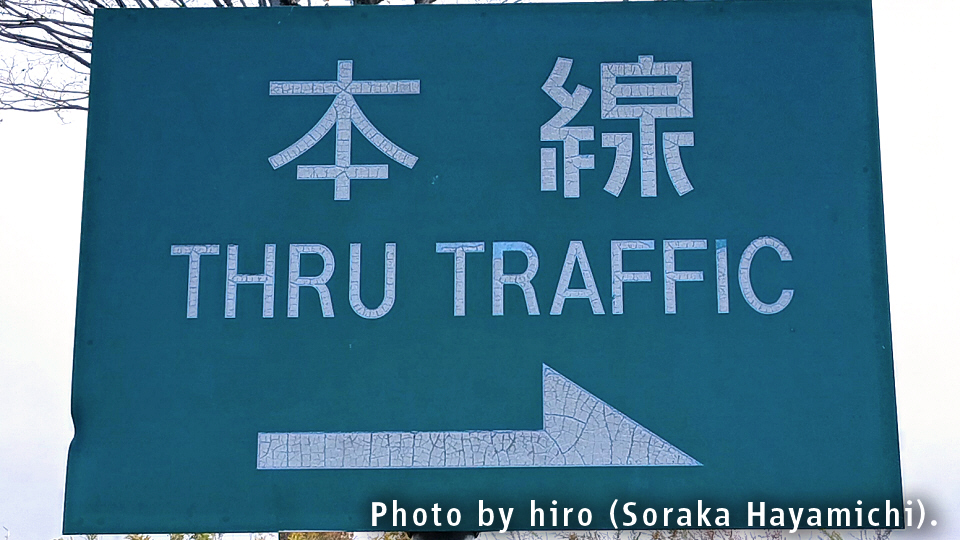 本線
THRU TRAFFIC
Photo by hiro (Soraka Hayamichi).